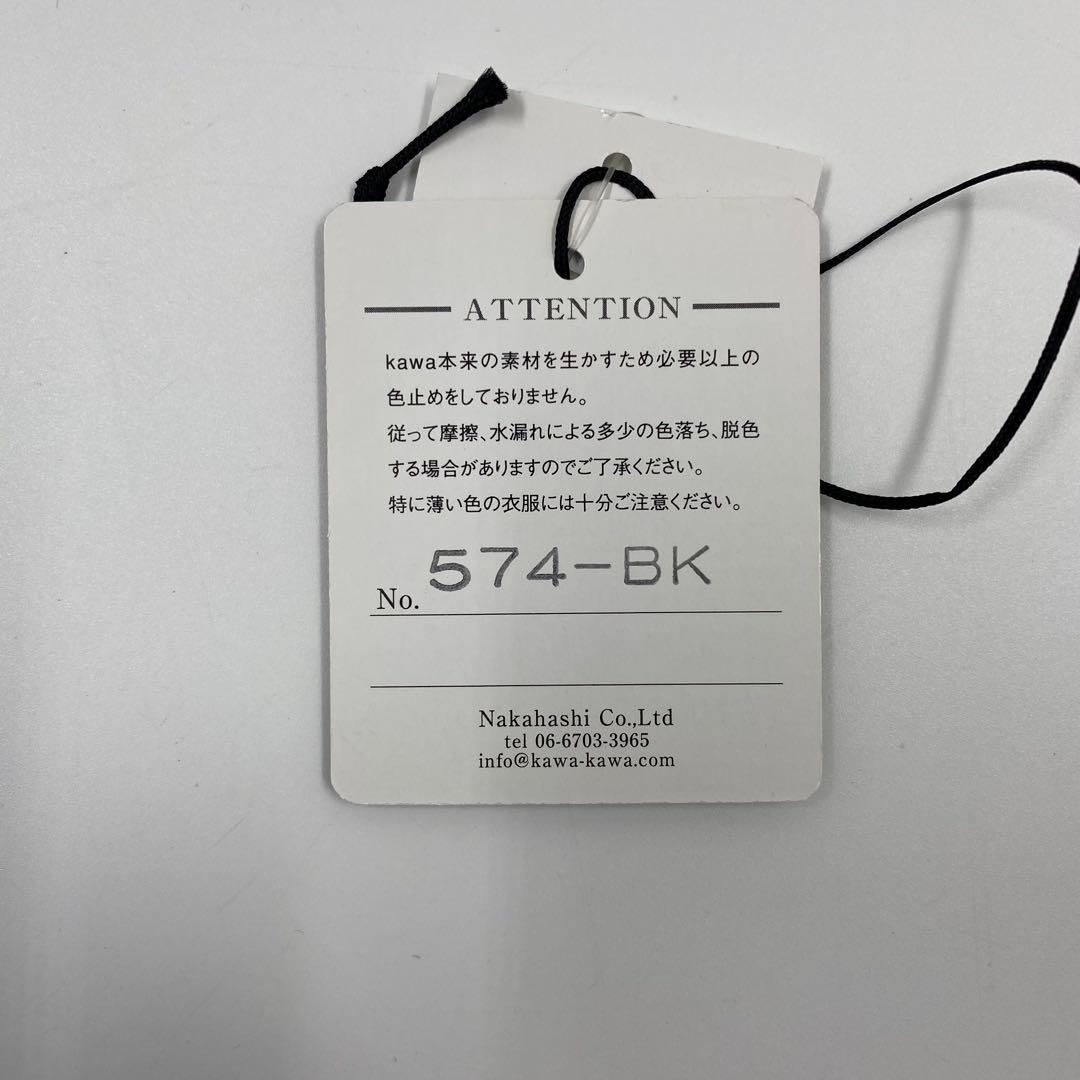 ATTENTION
kawa本来の素材を生かすため必要以上の
色止めをしておりません。
従って摩擦、水漏れによる多少の色落ち、脱色
する場合がありますのでご了承ください。
特に薄い色の衣服には十分ご注意ください。
No. 574-BK
Nakahashi Co.,Ltd
tel 06-6703-3965
info@kawa-kawa.com